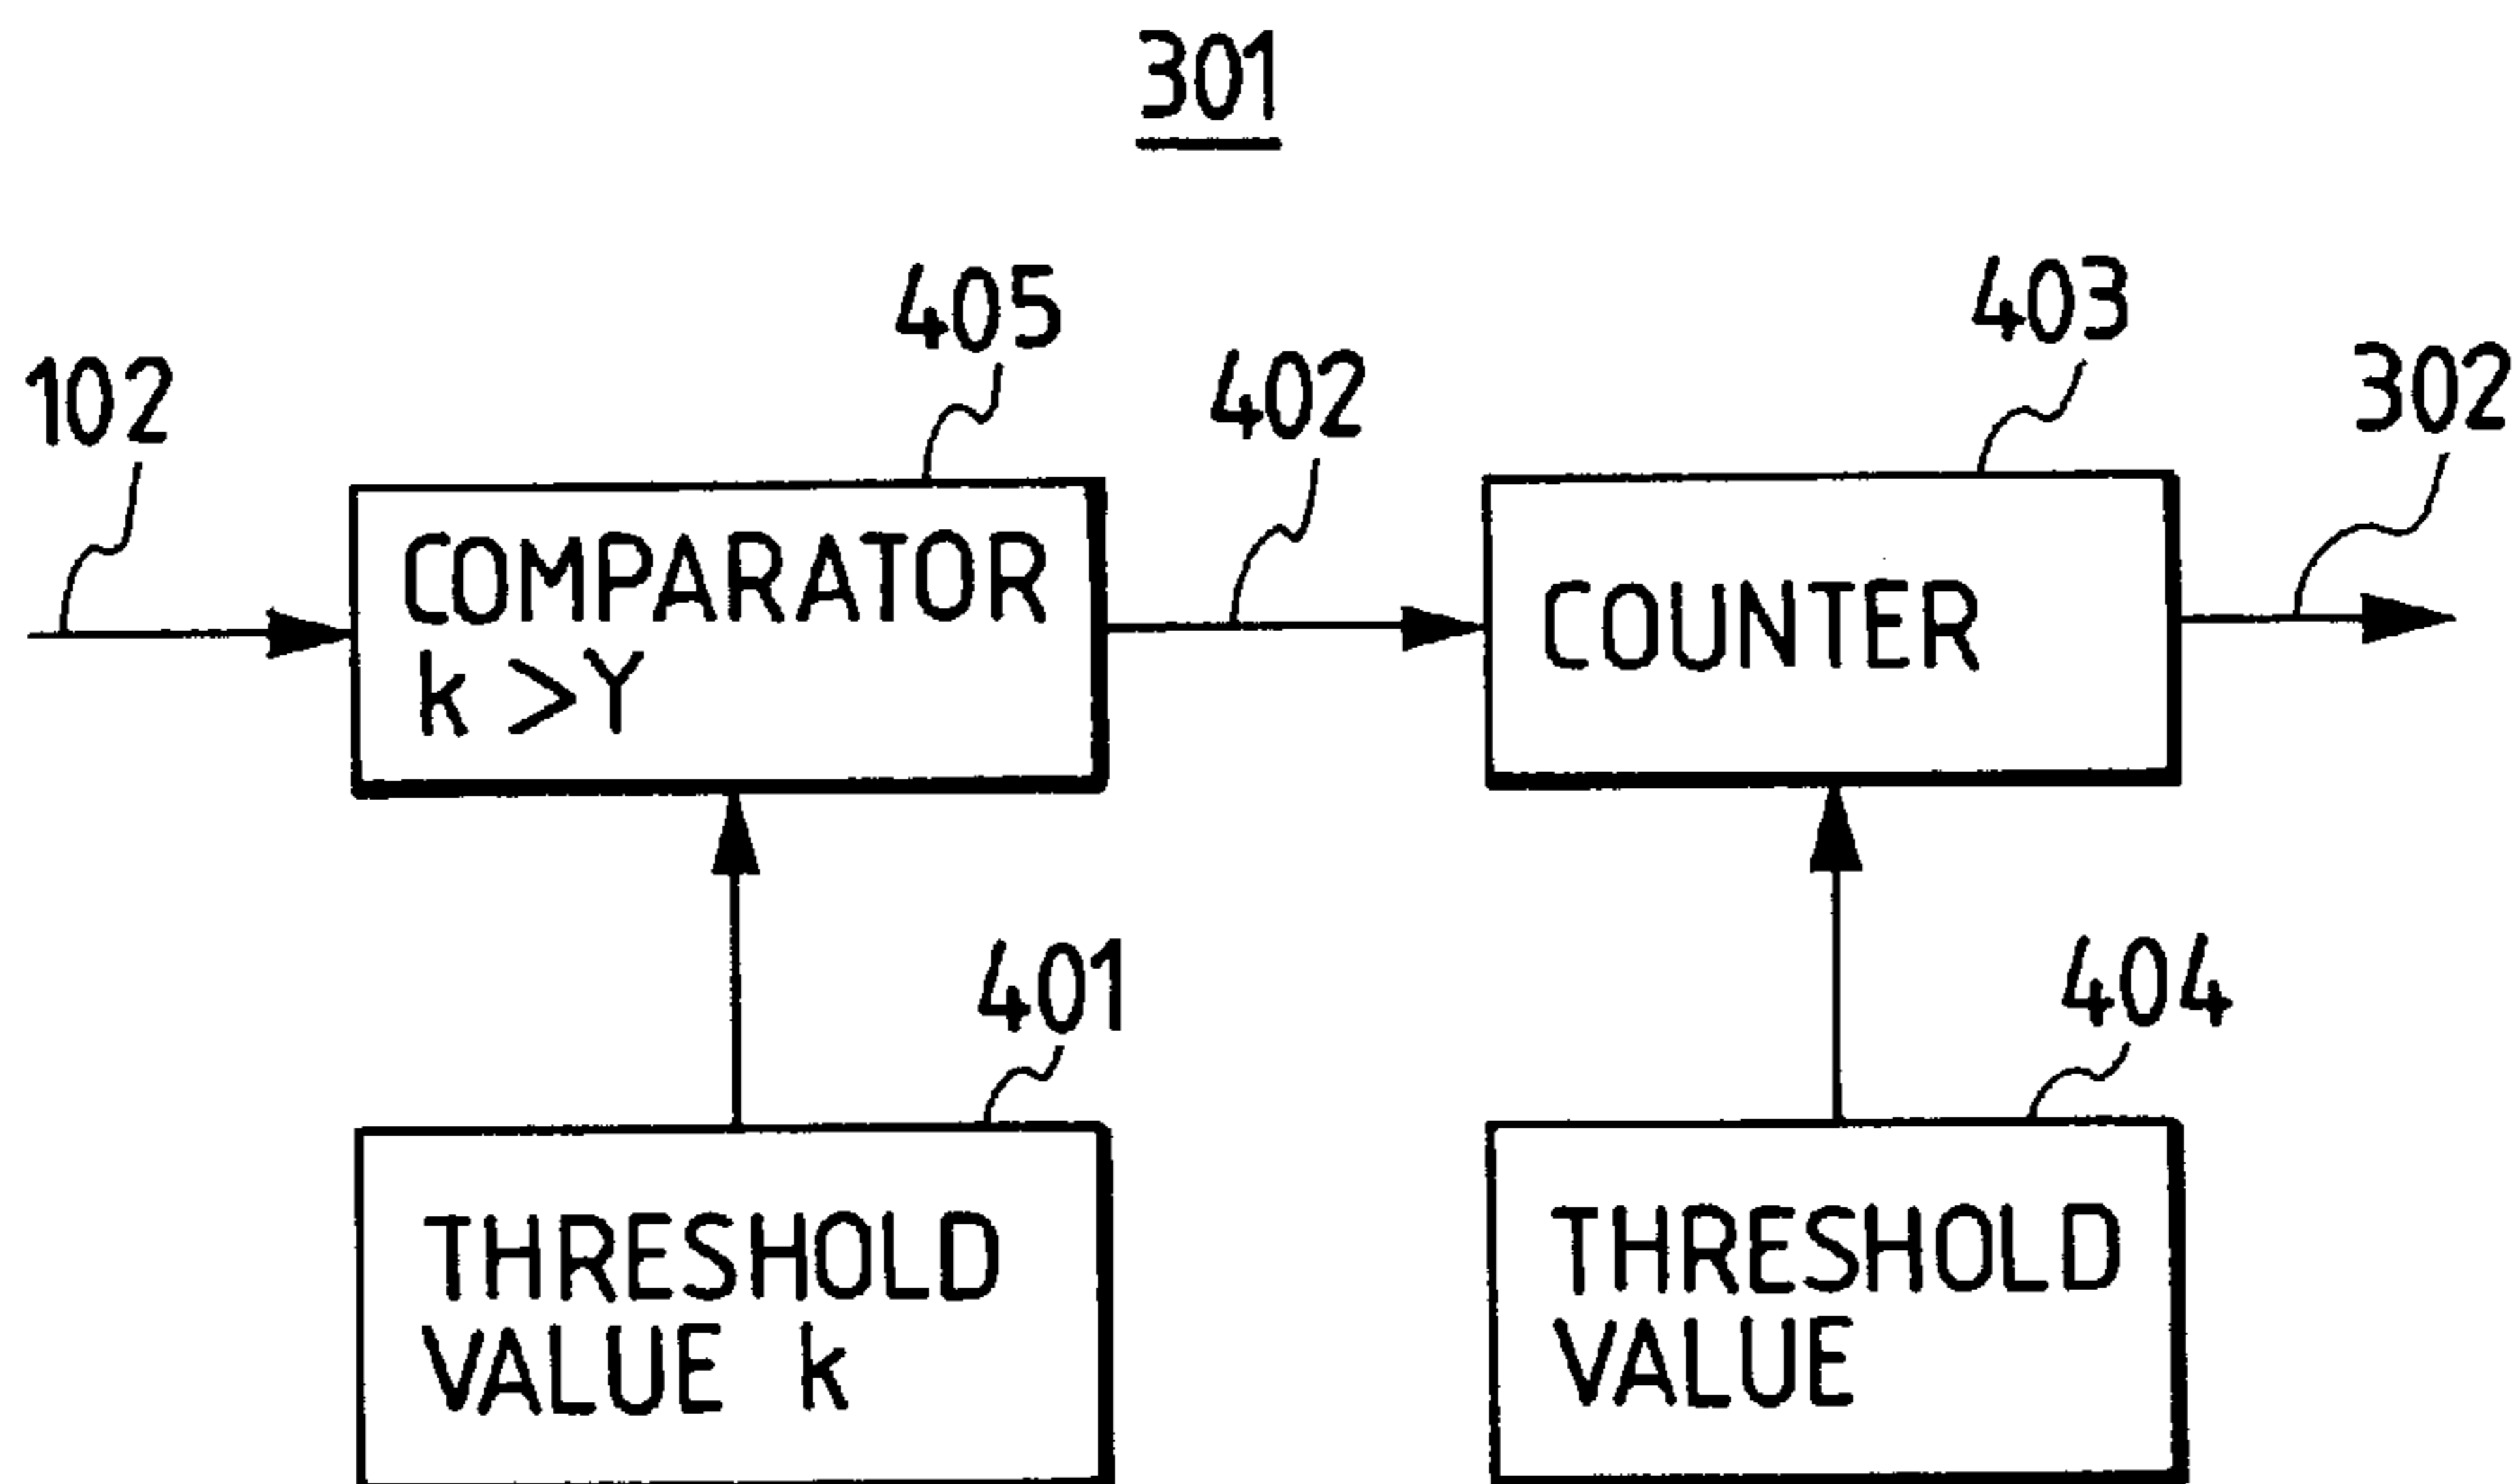 301
405
403
102
402
302
COMPARATOR
k >Y
COUNTER
401
404
THRESHOLD
VALUE k
THRESHOLD
VALUE